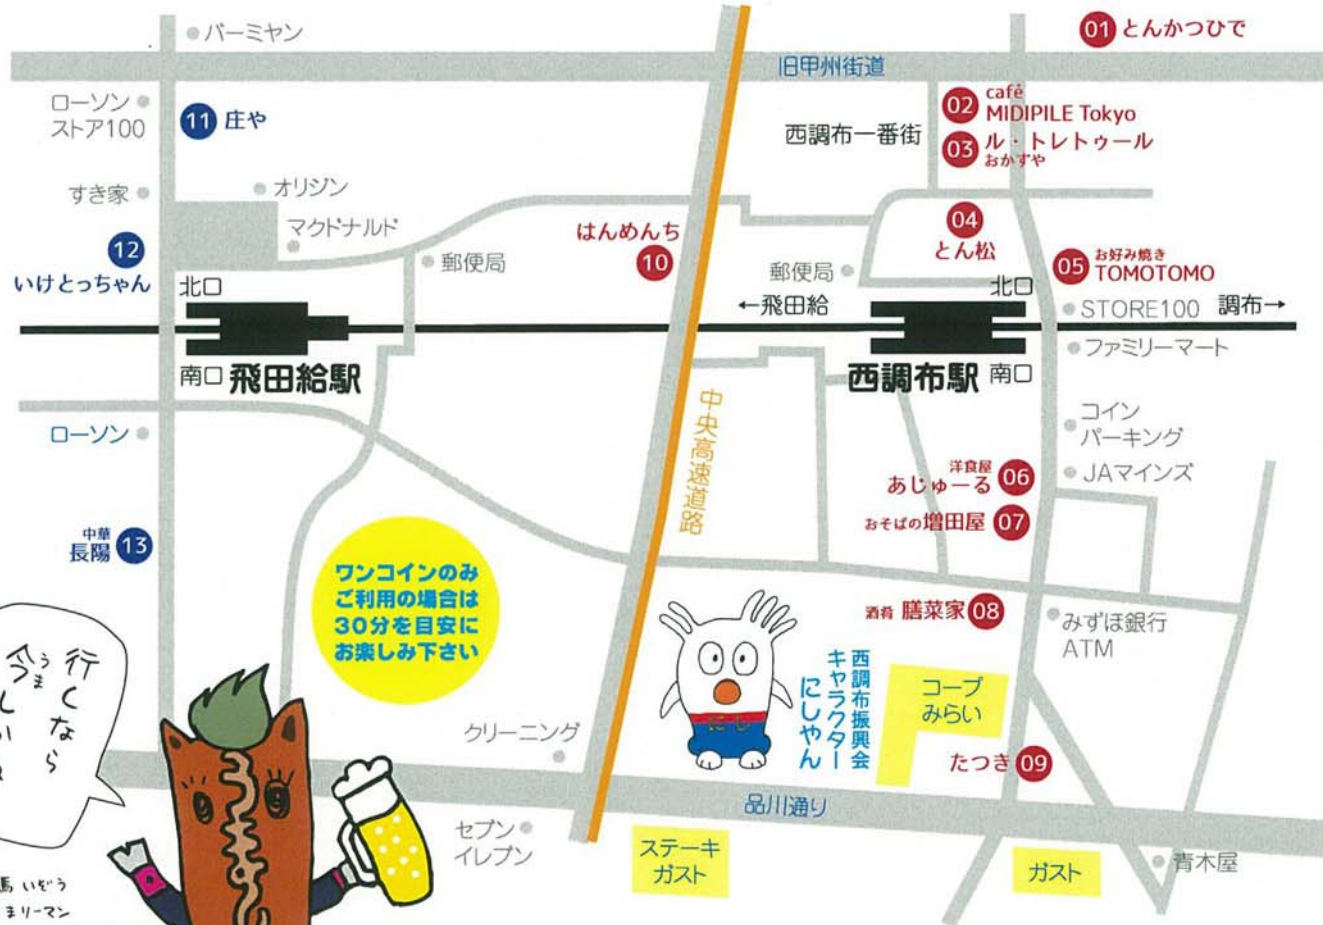 バーミヤン
01 とんかつひで
旧甲州街道
ローソン
ストア100
11 庄や
café
02 MIDIPILE Tokyo
西調布一番街
03 ル・トレトゥール
おかずや
すき家
オリジン
マクドナルド
12
いけとっちゃん
はんめんち
10
04
とん松
郵便局
郵便局
お好み焼き
05 TOMOTOMO
北口
北口
←飛田給
STORE100
調布→
ファミリーマート
南口 飛田給駅
西調布駅 南口
中央高速道路
ローソン
コイン
パーキング
JAマインズ
洋食屋
あじゅーる 06
おそばの増田屋 07
中華
長陽 13
ワンコインのみ
ご利用の場合は
30分を目安に
お楽しみ下さい
酒肴 膳菜家 08
みずほ銀行
ATM
行くなら
今
うま
にし
西調布振興会
キャラクター
にしやん
コープ
みらい
たつき 09
クリーニング
品川通り
セブン
イレブン
ステーキ
ガスト
ガスト
青木屋
いぞう
まリーマン